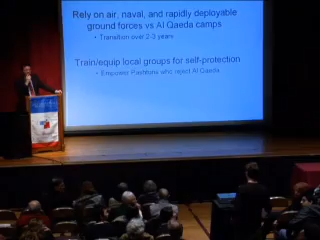 Rely on air, naval, and rapidly deployable
ground forces vs Al Qaeda camps
• Transition over 2-3 years
Train/equip local groups for self-protection
• Empower Pashtuns who reject Al Qaeda